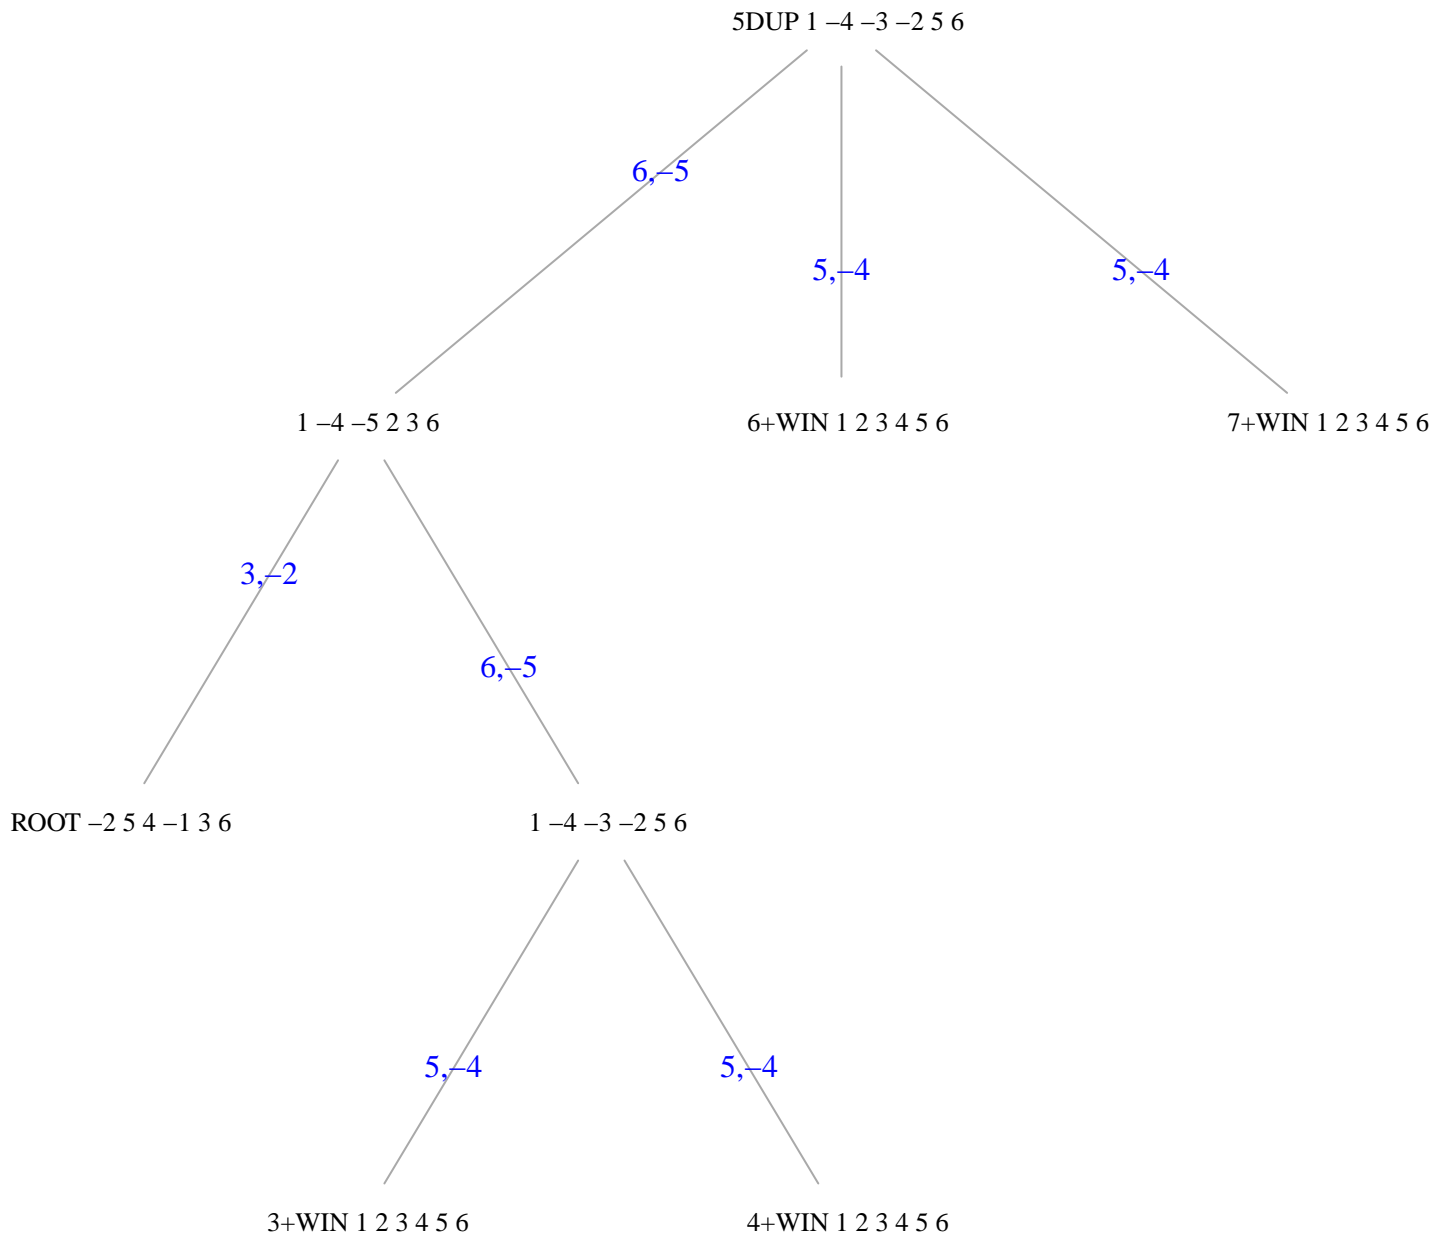 5DUP 1 –4 –3 –2 5 6
6,–5
5,–4
5,–4
1 –4 –5 2 3 6
6+WIN 1 2 3 4 5 6
7+WIN 1 2 3 4 5 6
3,–2
6,–5
ROOT –2 5 4 –1 3 6
1 –4 –3 –2 5 6
5,–4
5,–4
3+WIN 1 2 3 4 5 6
4+WIN 1 2 3 4 5 6